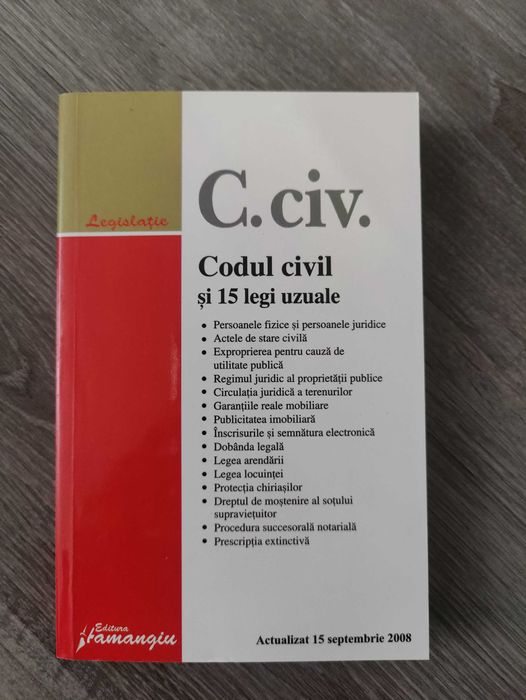 Legislație
C.civ.
Codul civil
și 15 legi uzuale
• Persoanele fizice și persoanele juridice
• Actele de stare civilă
• Exproprierea pentru cauză de
utilitate publică
• Regimul juridic al proprietății publice
• Circulația juridică a terenurilor
• Garanțiile reale mobiliare
• Publicitatea imobiliară
• Înscrisurile și semnătura electronică
• Dobânda legală
• Legea arendării
• Legea locuinței
• Protecția chiriașilor
• Dreptul de moștenire al soțului
supraviețuitor
• Procedura succesorală notarială
• Prescripția extinctivă
Editura
Hamangiu
Actualizat 15 septembrie 2008